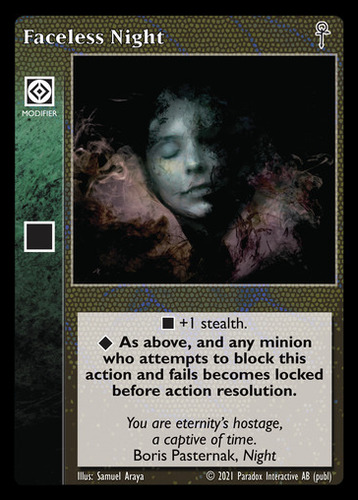 Faceless Night
MODIFIER
+1 stealth.
As above, and any minion
who attempts to block this
action and fails becomes locked
before action resolution.
You are eternity's hostage,
a captive of time.
Boris Pasternak, Night
Illus: Samuel Araya © 2021 Paradox Interactive AB (publ)